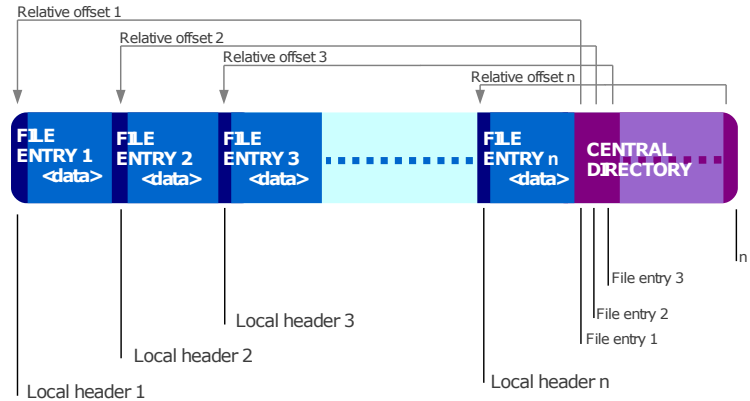 Relative offset 1
Relative offset 2
Relative offset 3
Relative offset n
FILE
ENTRY 1
<data>
FILE
ENTRY 2
<data>
FILE
ENTRY 3
<data>
FILE
ENTRY n
<data>
CENTRAL
DIRECTORY
n
File entry 3
File entry 2
File entry 1
Local header 3
Local header 2
Local header 1
Local header n